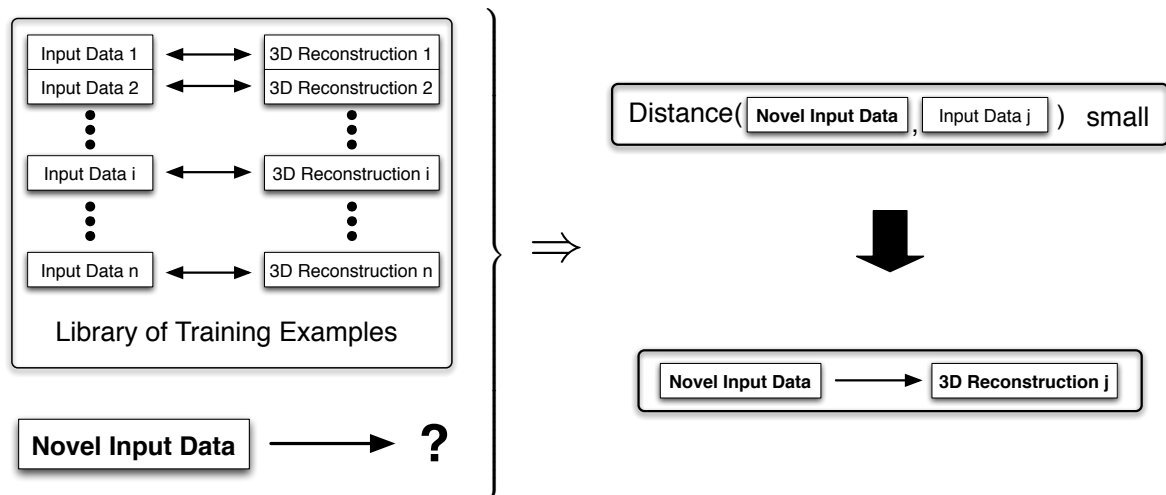 Input Data 1 3D Reconstruction 1
Input Data 2 3D Reconstruction 2
Input Data i 3D Reconstruction i
Input Data n 3D Reconstruction n
Library of Training Examples
Novel Input Data ?
⇒
Distance( Novel Input Data , Input Data j ) small
Novel Input Data 3D Reconstruction j